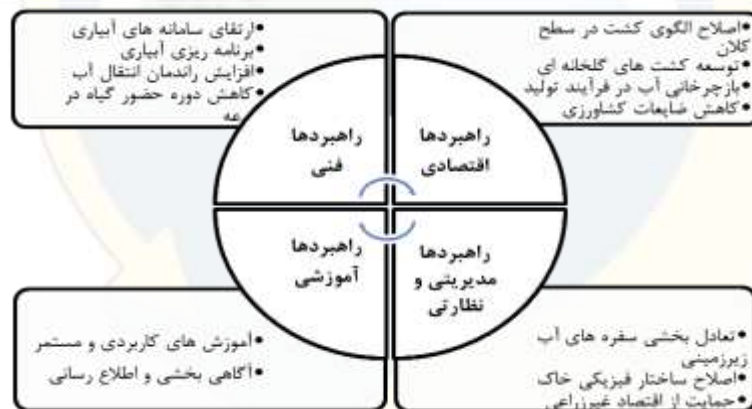 •اصلاح الگوی کشت در سطح
کلان
•توسعه کشت های گلخانه ای
•بازچرخانی آب در فرآیند تولید
•کاهش ضایعات کشاورزی
•ارتقای سامانه های آبیاری
•برنامه ریزی آبیاری
•افزایش راندمان انتقال آب
•کاهش دوره حضور گیاه در
راهبردها
اقتصادی
راهبردها
فنی
راهبردها
مدیریتی و
نظارتی
راهبردها
آموزشی
•تعادل بخشی سفره های آب
زیرزمینی
•اصلاح ساختار فیزیکی خاک
•حمایت از اقتصاد غیرزراعی
•آموزش های کاربردی و مستمر
•آگاهی بخشی و اطلاع رسانی